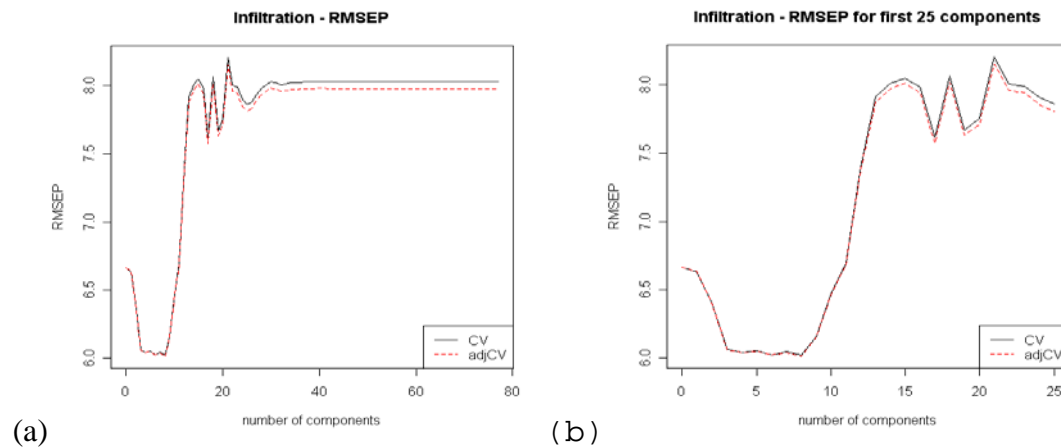 Infiltration - RMSEP
RMSEP
8.0
7.5
7.0
6.5
6.0
0
20
40
60
80
number of components
CV
adjCV
(a)
Infiltration - RMSEP for first 25 components
RMSEP
8.0
7.5
7.0
6.5
6.0
0
5
10
15
20
25
number of components
CV
adjCV
(b)